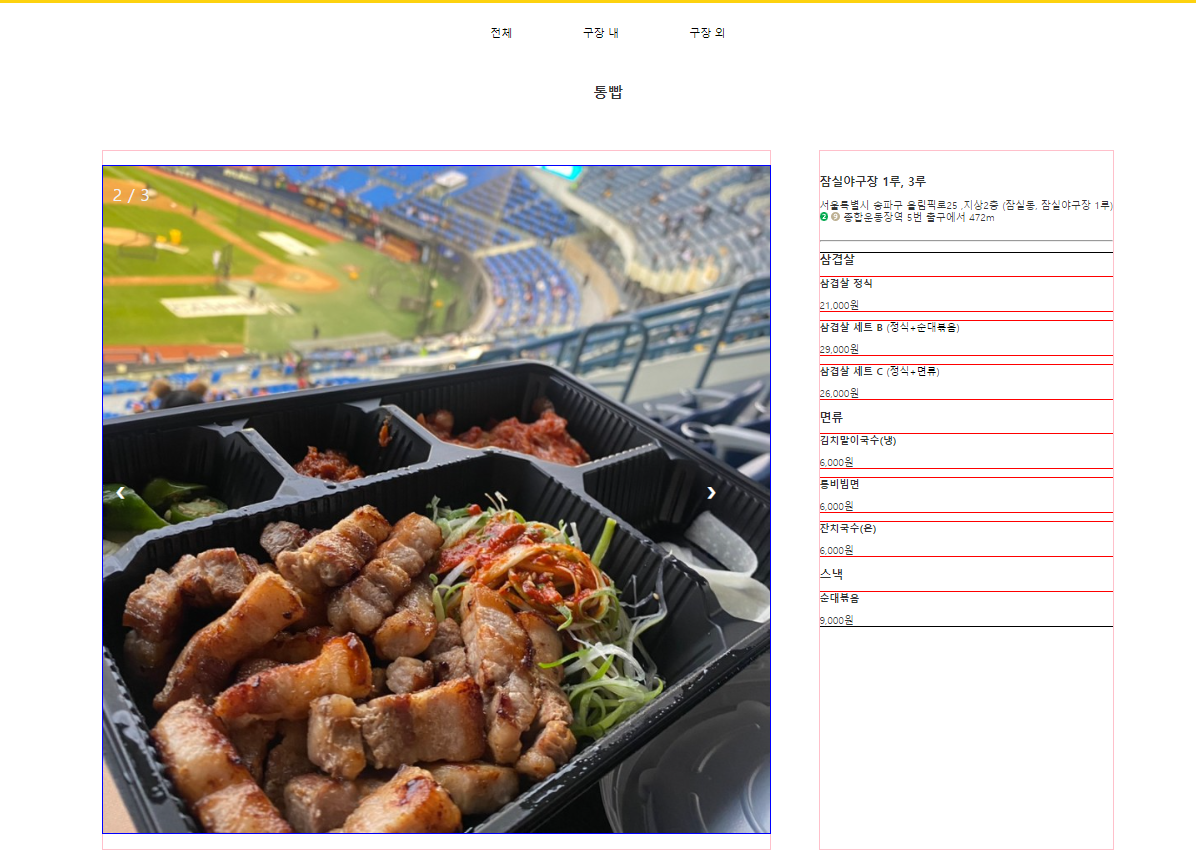 전체
구장 내
구장 외
통빱
2 / 3
❮
❯
잠실야구장 1루, 3루
서울특별시 송파구 올림픽로25 ,지상2층 (잠실동, 잠실야구장 1루)
2 9 종합운동장역 5번 출구에서 472m
삼겹살
삼겹살 정식
21,000원
삼겹살 세트 B (정식+순대볶음)
29,000원
삼겹살 세트 C (정식+면류)
26,000원
면류
김치말이국수(냉)
6,000원
통비빔면
6,000원
잔치국수(온)
6,000원
스낵
순대볶음
9,000원